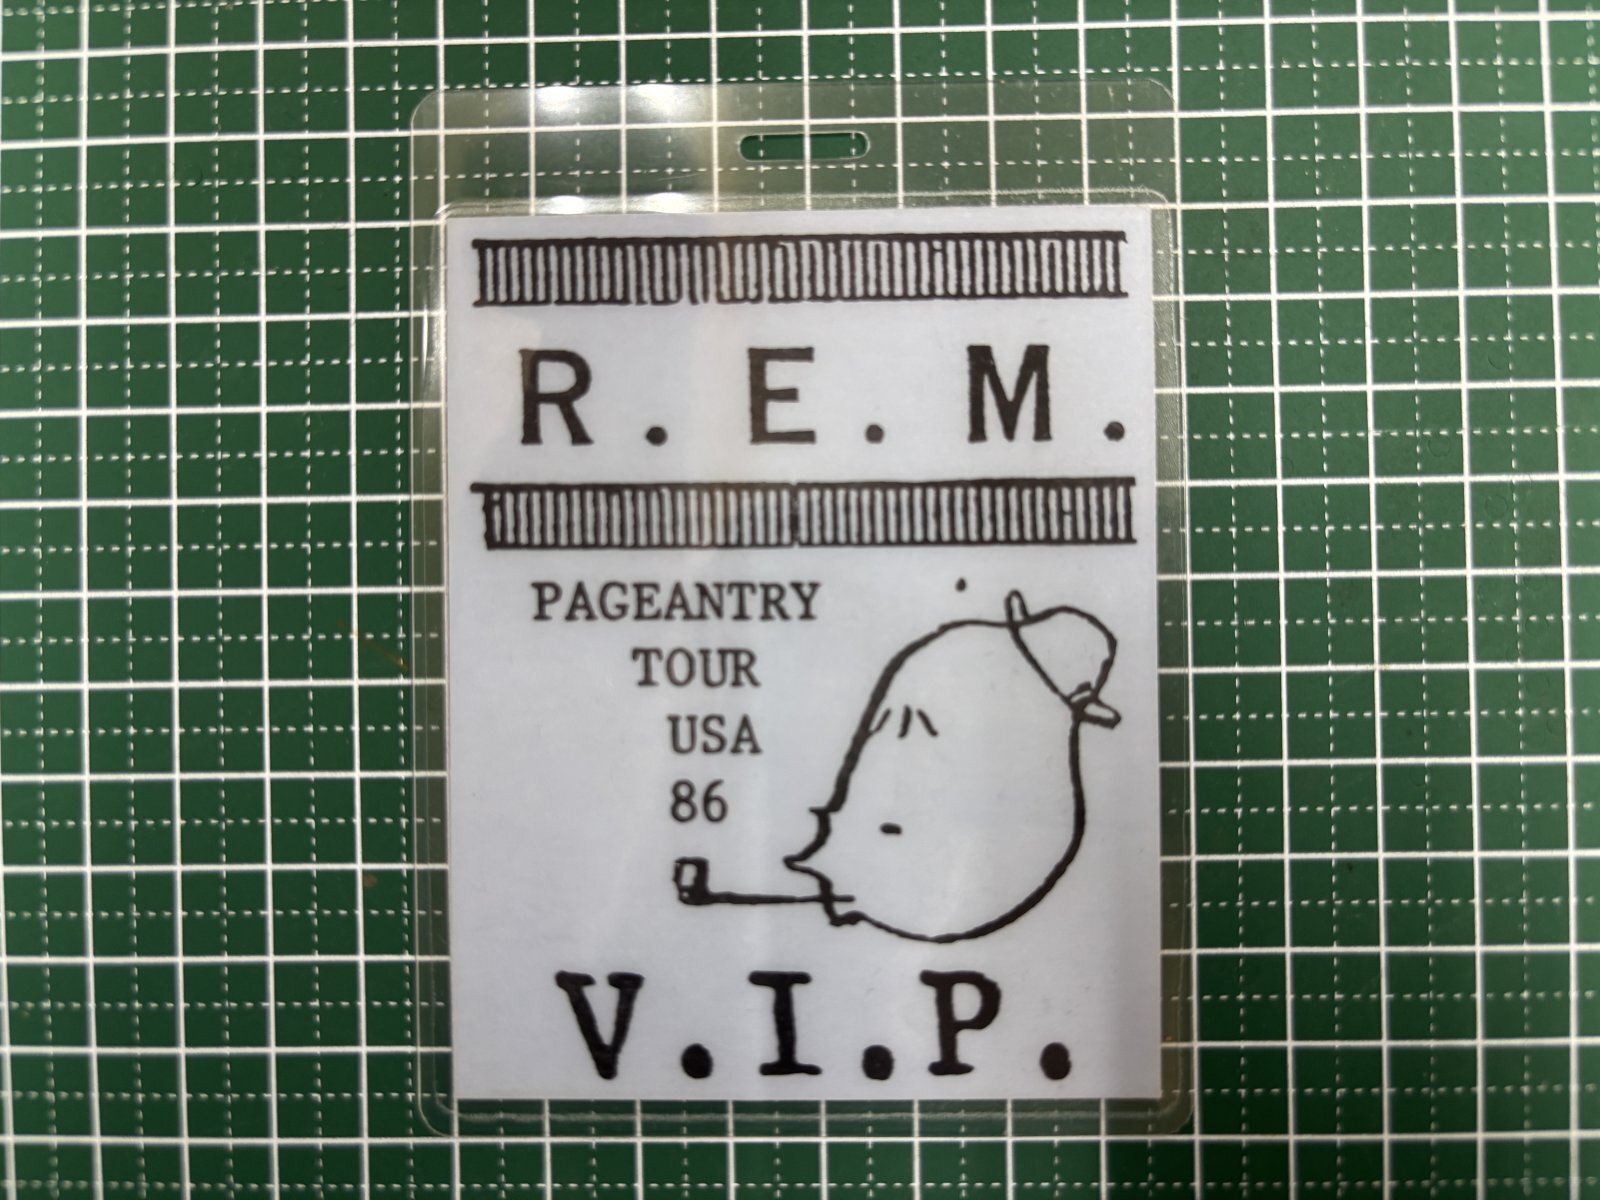 R.E.M.
PAGEANTRY
TOUR
USA
86
V.I.P.